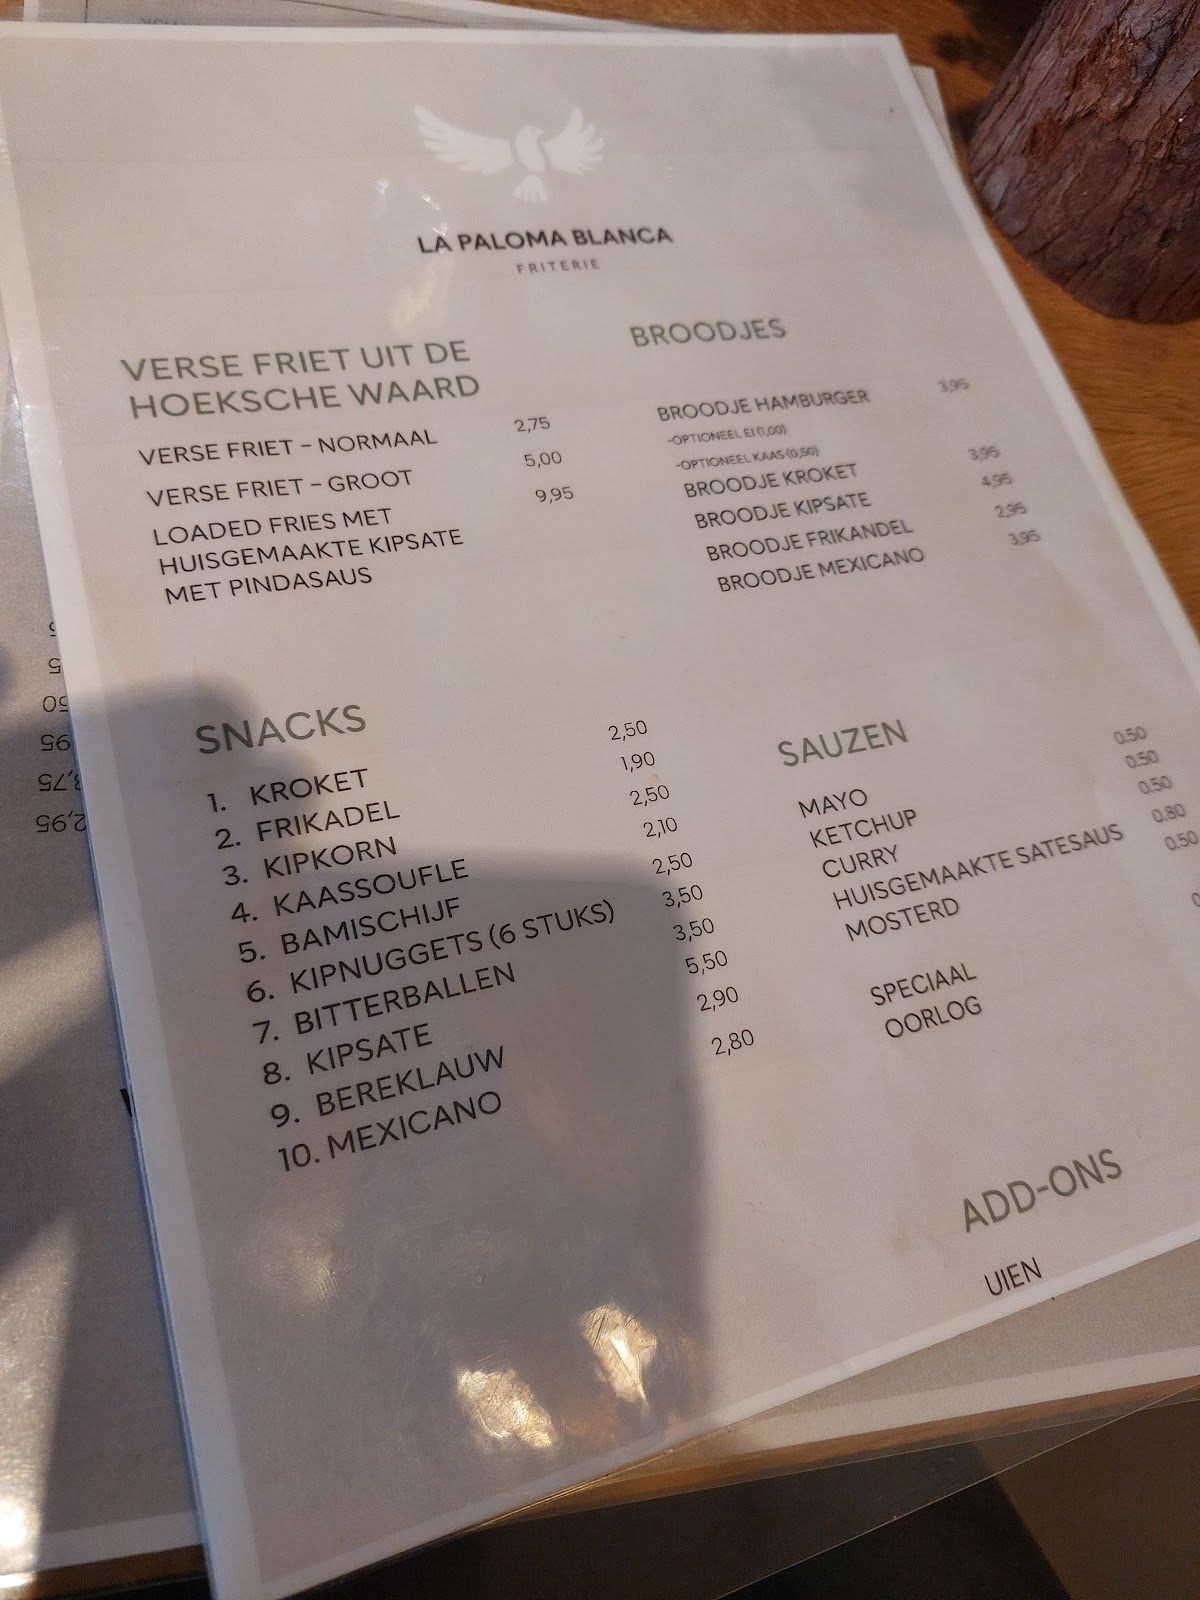 LA PALOMA BLANCA
FRITERIE
VERSE FRIET UIT DE
HOEKSCHE WAARD
VERSE FRIET – NORMAAL 2,75
VERSE FRIET – GROOT 5,00
LOADED FRIES MET 9,95
HUISGEMAAKTE KIPSATE
MET PINDASAUS
BROODJES
BROODJE HAMBURGER 3,95
-OPTIONEEL EI (1,00)
-OPTIONEEL KAAS (0,50)
BROODJE KROKET 3,95
BROODJE KIPSATE 4,95
BROODJE FRIKANDEL 2,95
BROODJE MEXICANO 3,95
SNACKS
1. KROKET 2,50
2. FRIKADEL 1,90
3. KIPKORN 2,50
4. KAASSOUFLE 2,10
5. BAMISCHIJF 2,50
6. KIPNUGGETS (6 STUKS) 3,50
7. BITTERBALLEN 3,50
8. KIPSATE 5,50
9. BEREKLAUW 2,90
10. MEXICANO 2,80
SAUZEN
MAYO 0.50
KETCHUP 0.50
CURRY 0.50
HUISGEMAAKTE SATESAUS 0.80
MOSTERD 0.50
SPECIAAL
OORLOG
ADD-ONS
UIEN